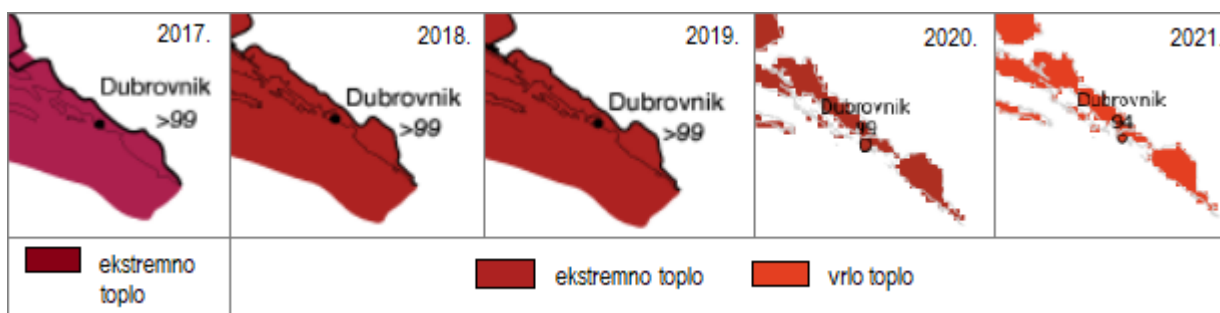 2017.
Dubrovnik
>99
2018.
Dubrovnik
>99
2019.
Dubrovnik
>99
2020.
Dubrovnik
99
2021.
Dubrovnik
94
ekstremno
toplo
ekstremno toplo
vrlo toplo